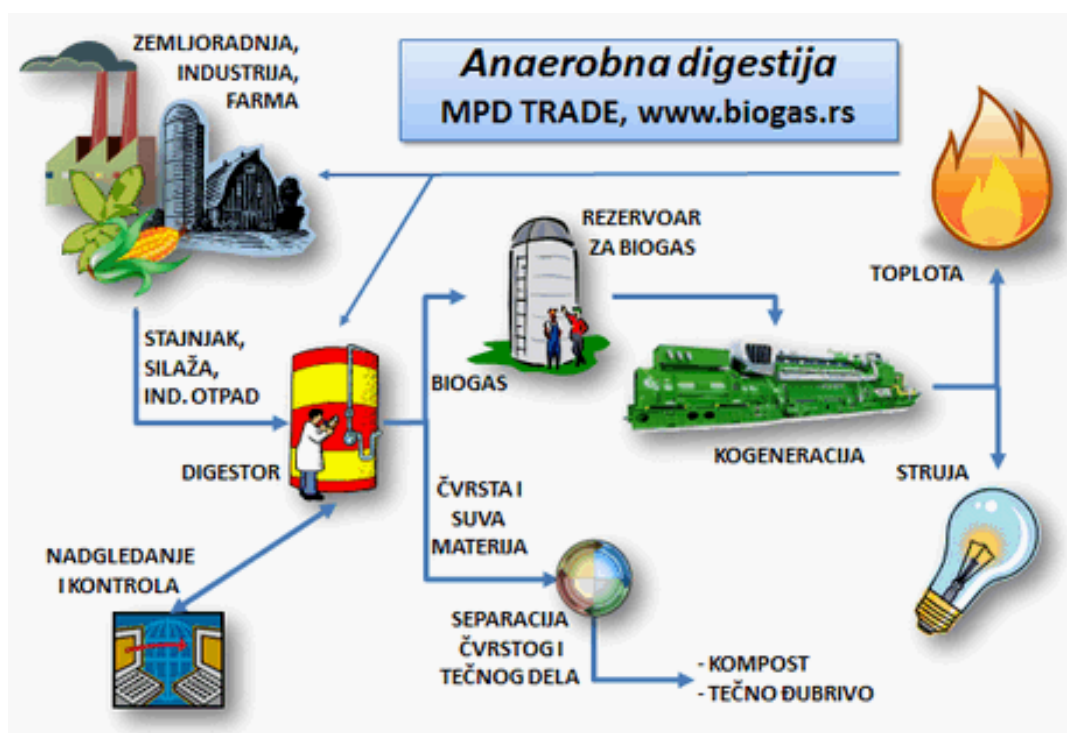 ZEMLJORADNJA,
INDUSTRIJA,
FARMA
Anaerobna digestija
MPD TRADE, www.biogas.rs
REZERVOAR
ZA BIOGAS
TOPLOTA
STAJNJAK,
SILAŽA,
IND. OTPAD
BIOGAS
DIGESTOR
KOGENERACIJA
STRUJA
ČVRSTA I
SUVA
MATERIJA
NADGLEDANJE
I KONTROLA
SEPARACIJA
ČVRSTOG I
TEČNOG DELA
- KOMPOST
- TEČNO ĐUBRIVO